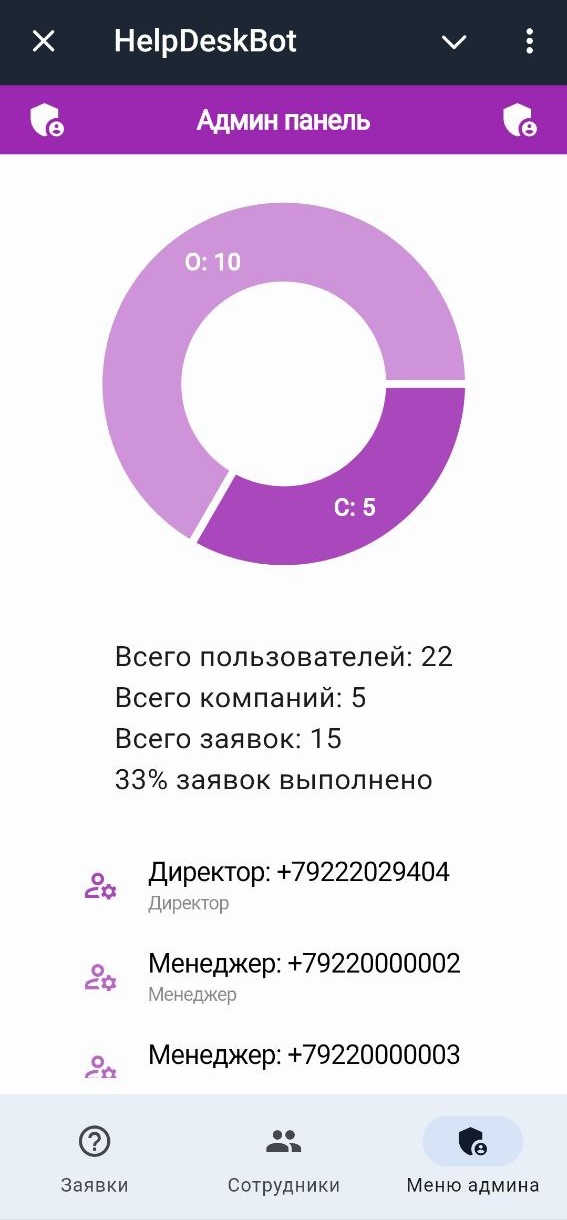 HelpDeskBot
Админ панель
O: 10
C: 5
Всего пользователей: 22
Всего компаний: 5
Всего заявок: 15
33% заявок выполнено
Директор: +79222029404
Директор
Менеджер: +79220000002
Менеджер
Менеджер: +79220000003
Заявки
Сотрудники
Меню админа